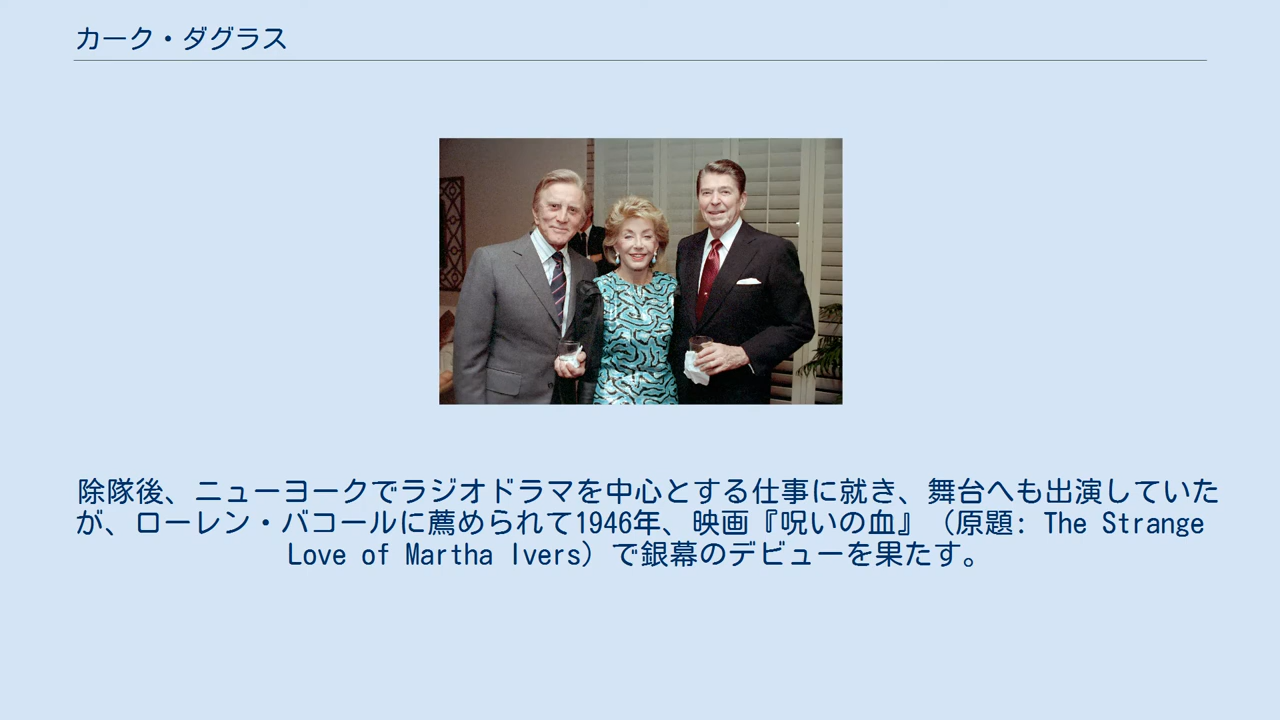 カーク・ダグラス
除隊後、ニューヨークでラジオドラマを中心とする仕事に就き、舞台へも出演していた
が、ローレン・バコールに薦められて1946年、映画『呪いの血』（原題: The Strange
Love of Martha Ivers）で銀幕のデビューを果たす。